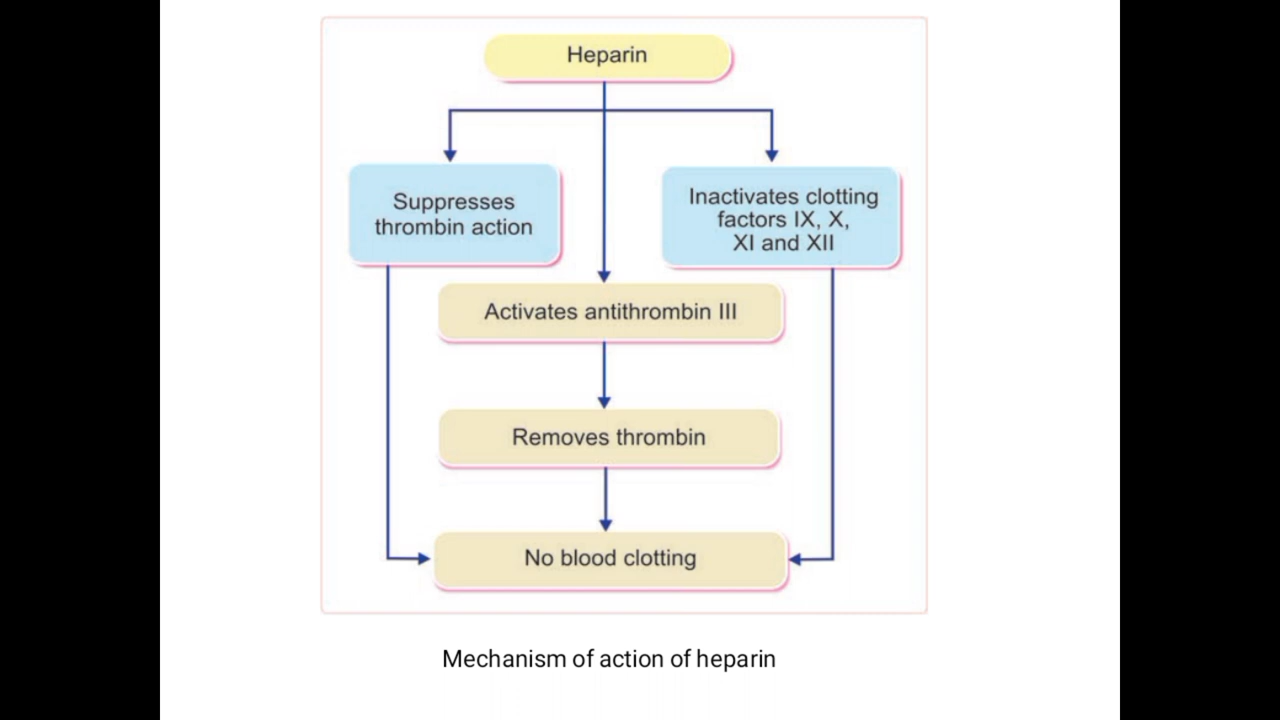 Heparin
Suppresses
thrombin action
Inactivates clotting
factors IX, X,
XI and XII
Activates antithrombin III
Removes thrombin
No blood clotting
Mechanism of action of heparin